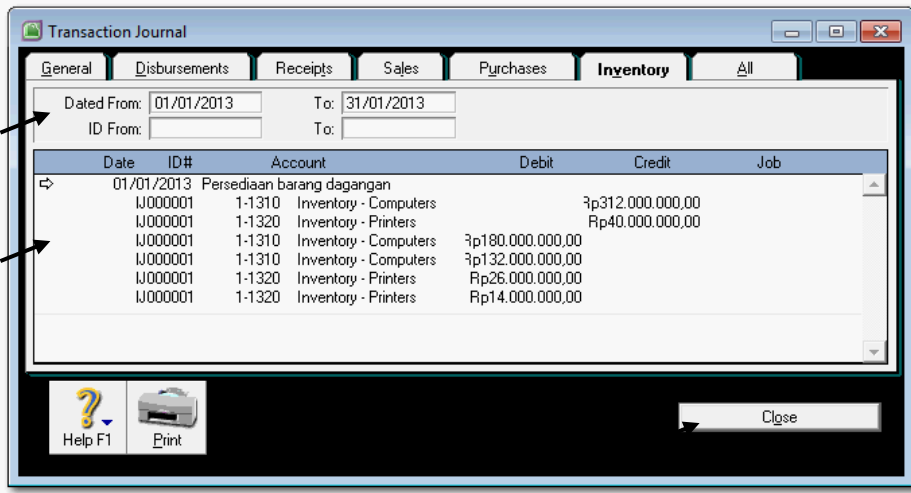 Transaction Journal
General Disbursements Receipts Sales Purchases Inventory All
Dated From: 01/01/2013 To: 31/01/2013
ID From: To:
Date ID# Account Debit Credit Job
01/01/2013 Persediaan barang dagangan
IJ000001 1-1310 Inventory - Computers Rp312.000.000,00
IJ000001 1-1320 Inventory - Printers Rp40.000.000,00
IJ000001 1-1310 Inventory - Computers Rp180.000.000,00
IJ000001 1-1310 Inventory - Computers Rp132.000.000,00
IJ000001 1-1320 Inventory - Printers Rp26.000.000,00
IJ000001 1-1320 Inventory - Printers Rp14.000.000,00
Help F1 Print Close